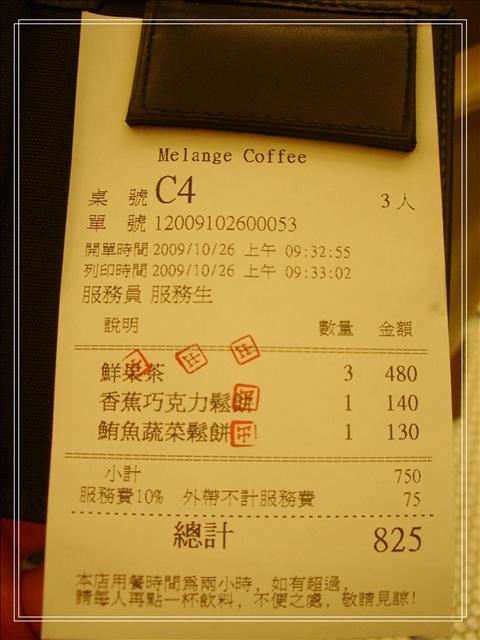 Melange Coffee
桌 號 C4 3人
單 號 12009102600053
開單時間 2009/10/26 上午 09:32:55
列印時間 2009/10/26 上午 09:33:02
服務員 服務生
說明 數量 金額
鮮果茶 3 480
香蕉巧克力鬆餅 1 140
鮪魚蔬菜鬆餅 1 130
小計 750
服務費10% 外帶不計服務費 75
總計 825
本店用餐時間為兩小時，如有超過，
請每人再點一杯飲料，不便之處，敬請見諒!